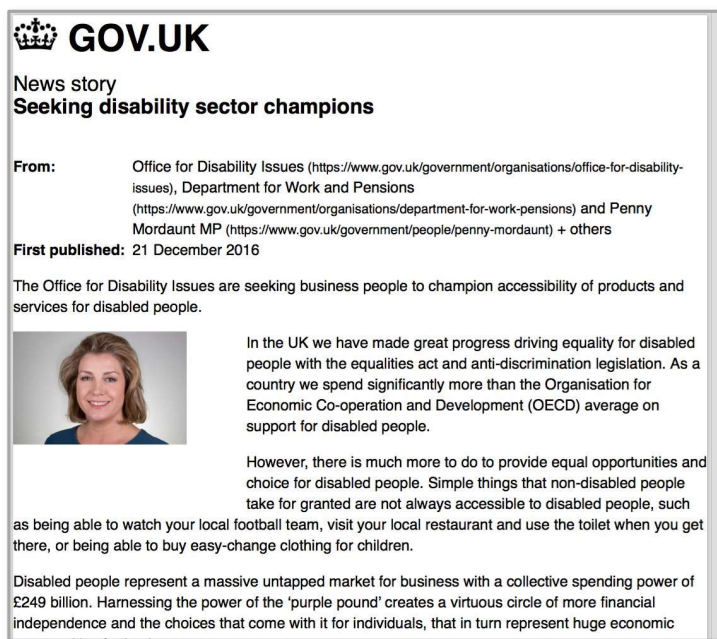 GOV.UK
News story
Seeking disability sector champions
From: Office for Disability Issues (https://www.gov.uk/government/organisations/office-for-disability-
issues), Department for Work and Pensions
(https://www.gov.uk/government/organisations/department-for-work-pensions) and Penny
Mordaunt MP (https://www.gov.uk/government/people/penny-mordaunt) + others
First published: 21 December 2016
The Office for Disability Issues are seeking business people to champion accessibility of products and
services for disabled people.
In the UK we have made great progress driving equality for disabled
people with the equalities act and anti-discrimination legislation. As a
country we spend significantly more than the Organisation for
Economic Co-operation and Development (OECD) average on
support for disabled people.
However, there is much more to do to provide equal opportunities and
choice for disabled people. Simple things that non-disabled people
take for granted are not always accessible to disabled people, such
as being able to watch your local football team, visit your local restaurant and use the toilet when you get
there, or being able to buy easy-change clothing for children.
Disabled people represent a massive untapped market for business with a collective spending power of
£249 billion. Harnessing the power of the ‘purple pound’ creates a virtuous circle of more financial
independence and the choices that come with it for individuals, that in turn represent huge economic